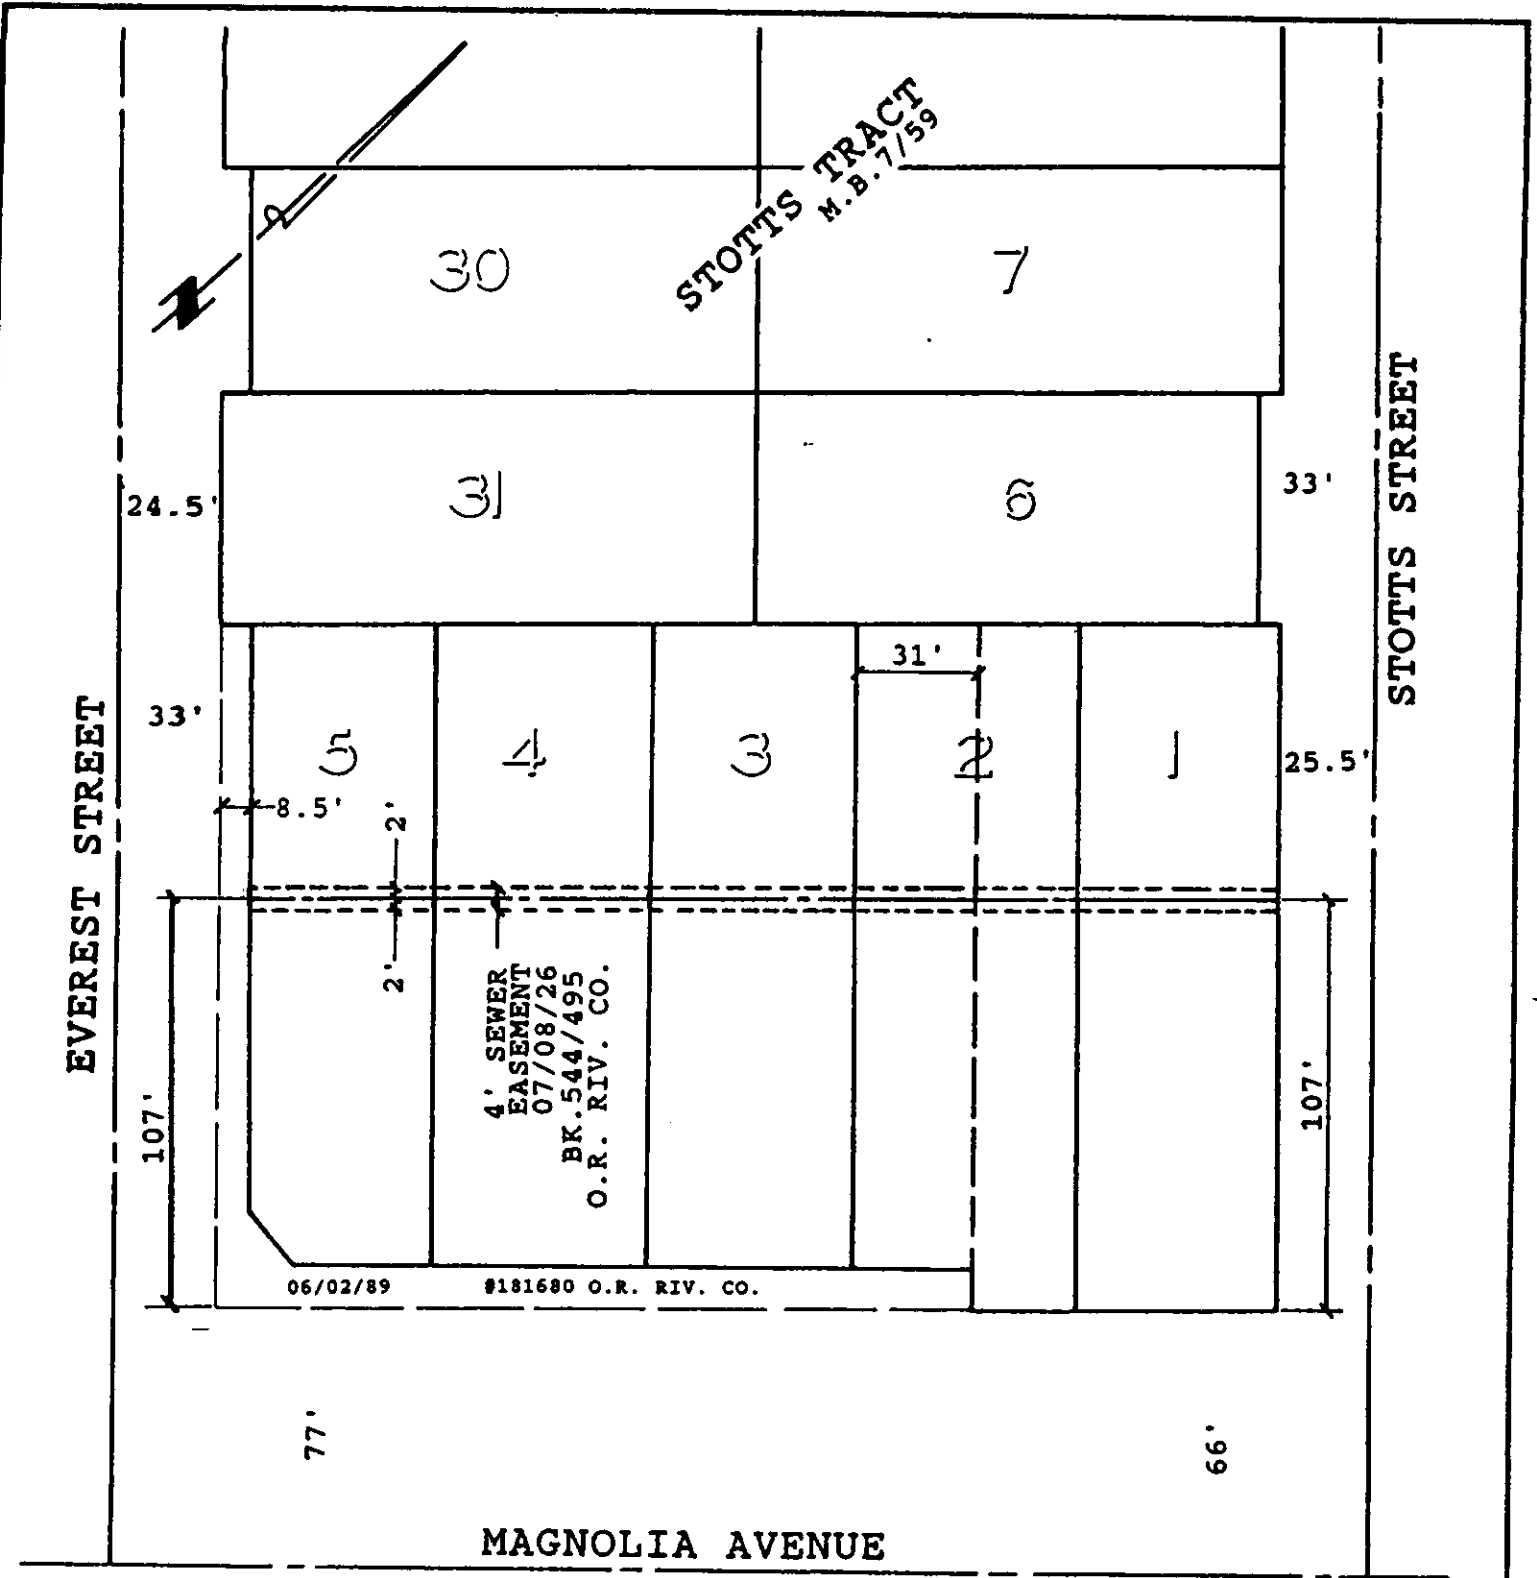 STOTTS TRACT
M.B.7/59
30
7
STOTTS STREET
24.5'
31
6
33'
31'
EVEREST STREET
33'
5
4
3
2
1
25.5'
8.5'
2'
2'
4' SEWER
EASEMENT
07/08/26
BK.544/495
O.R. RIV. CO.
107'
107'
06/02/89
#181680 O.R. RIV. CO.
77'
66'
MAGNOLIA AVENUE